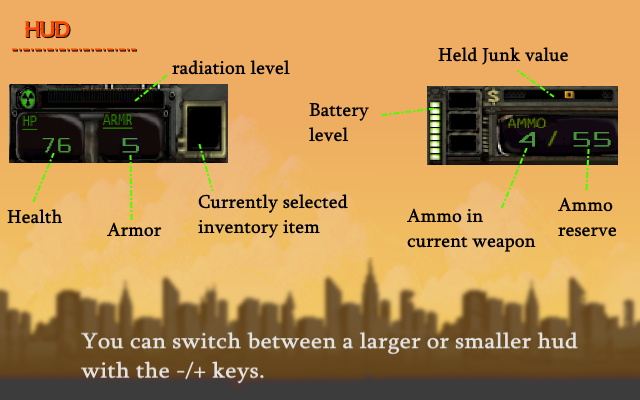 HUD
radiation level
Held Junk value
Battery
level
$
HP
ARMR
76
5
AMMO
4 / 55
Health
Armor
Currently selected
inventory item
Ammo in
current weapon
Ammo
reserve
You can switch between a larger or smaller hud
with the -/+ keys.